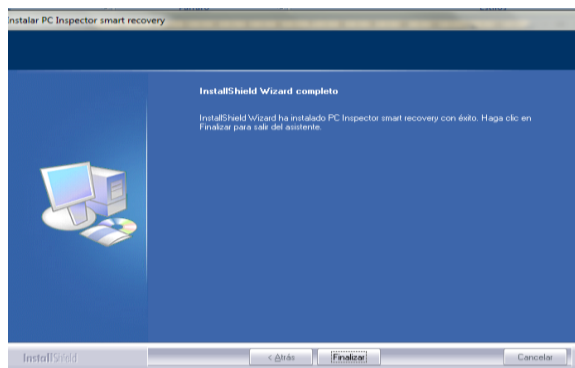 Instalar PC Inspector smart recovery
InstallShield Wizard completo
InstallShield Wizard ha instalado PC Inspector smart recovery con éxito. Haga clic en
Finalizar para salir del asistente.
InstallShield
< Atrás
Finalizar
Cancelar